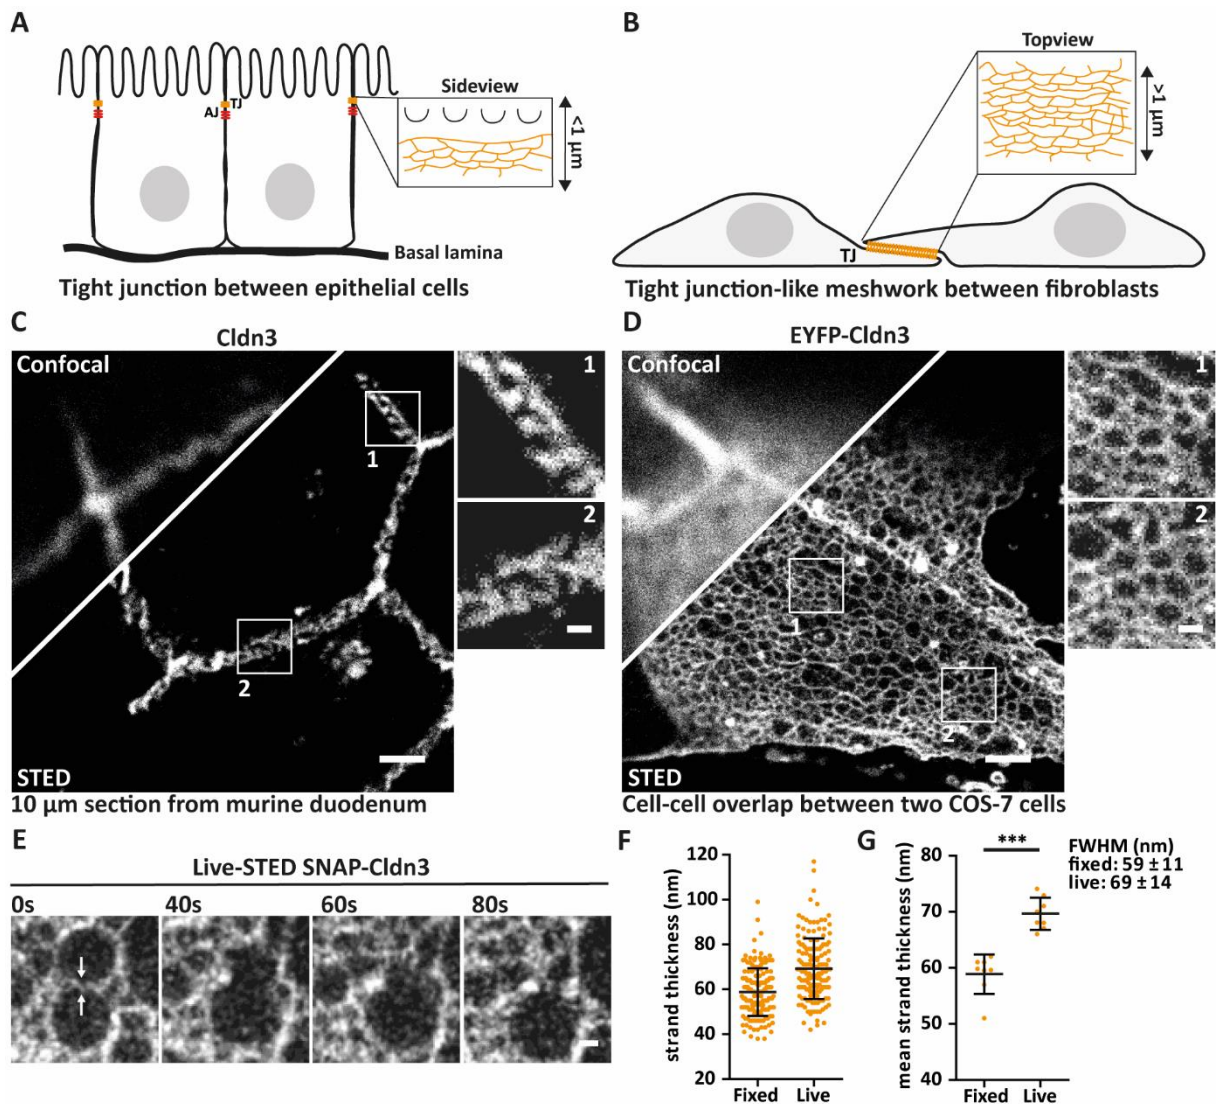 A
AJ
TJ
Sideview
<1 μm
Basal lamina
Tight junction between epithelial cells
B
Topview
>1 μm
TJ
Tight junction-like meshwork between fibroblasts
C
Cldn3
Confocal
1
2
1
2
STED
10 μm section from murine duodenum
D
EYFP-Cldn3
Confocal
1
2
1
2
STED
Cell-cell overlap between two COS-7 cells
E
Live-STED SNAP-Cldn3
0s
40s
60s
80s
F
strand thickness (nm)
120
100
80
60
40
20
Fixed
Live
G
mean strand thickness (nm)
80
70
60
50
40
***
Fixed
Live
FWHM (nm)
fixed: 59 ± 11
live: 69 ± 14